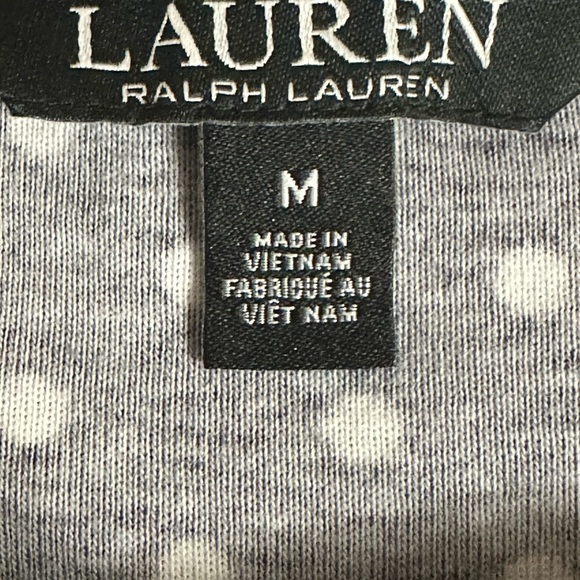 LAUREN
RALPH LAUREN
M
MADE IN
VIETNAM
FABRIQUÉ AU
VIÊT NAM